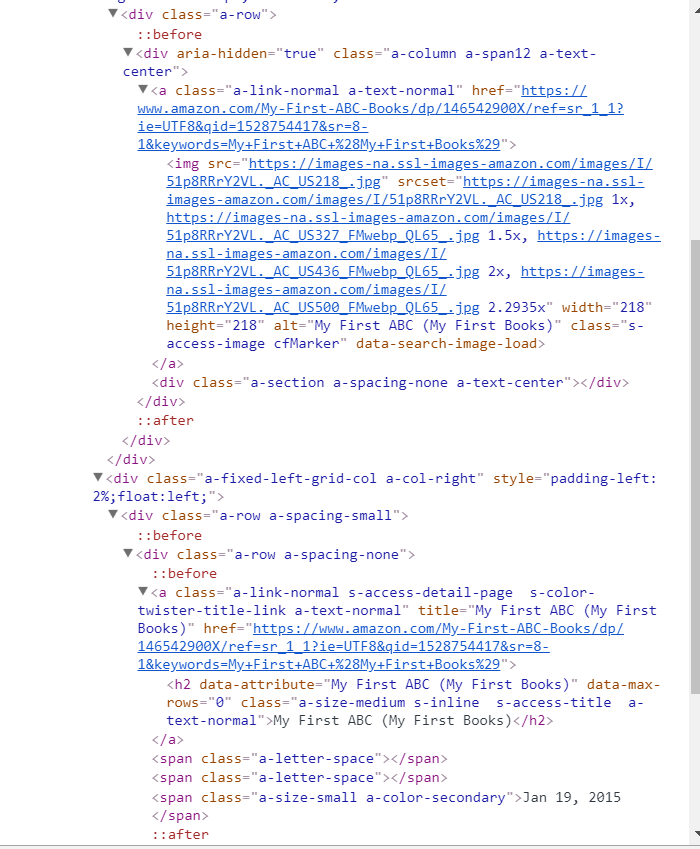 ▼<div class="a-row">
::before
▼<div aria-hidden="true" class="a-column a-span12 a-text-
center">
▼<a class="a-link-normal a-text-normal" href="https://
www.amazon.com/My-First-ABC-Books/dp/146542900X/ref=sr_1_1?
ie=UTF8&qid=1528754417&sr=8-
1&keywords=My+First+ABC+%28My+First+Books%29">
<img src="https://images-na.ssl-images-amazon.com/images/I/
51p8RRrY2VL._AC_US218_.jpg" srcset="https://images-na.ssl-
images-amazon.com/images/I/51p8RRrY2VL._AC_US218_.jpg 1x,
https://images-na.ssl-images-amazon.com/images/I/
51p8RRrY2VL._AC_US327_FMwebp_QL65_.jpg 1.5x, https://images-
na.ssl-images-amazon.com/images/I/
51p8RRrY2VL._AC_US436_FMwebp_QL65_.jpg 2x, https://images-
na.ssl-images-amazon.com/images/I/
51p8RRrY2VL._AC_US500_FMwebp_QL65_.jpg 2.2935x" width="218"
height="218" alt="My First ABC (My First Books)" class="s-
access-image cfMarker" data-search-image-load>
</a>
<div class="a-section a-spacing-none a-text-center"></div>
</div>
::after
</div>
</div>
▼<div class="a-fixed-left-grid-col a-col-right" style="padding-left:
2%;float:left;">
▼<div class="a-row a-spacing-small">
::before
▼<div class="a-row a-spacing-none">
::before
▼<a class="a-link-normal s-access-detail-page  s-color-
twister-title-link a-text-normal" title="My First ABC (My First
Books)" href="https://www.amazon.com/My-First-ABC-Books/dp/
146542900X/ref=sr_1_1?ie=UTF8&qid=1528754417&sr=8-
1&keywords=My+First+ABC+%28My+First+Books%29">
<h2 data-attribute="My First ABC (My First Books)" data-max-
rows="0" class="a-size-medium s-inline  s-access-title  a-
text-normal">My First ABC (My First Books)</h2>
</a>
<span class="a-letter-space"></span>
<span class="a-letter-space"></span>
<span class="a-size-small a-color-secondary">Jan 19, 2015
</span>
::after